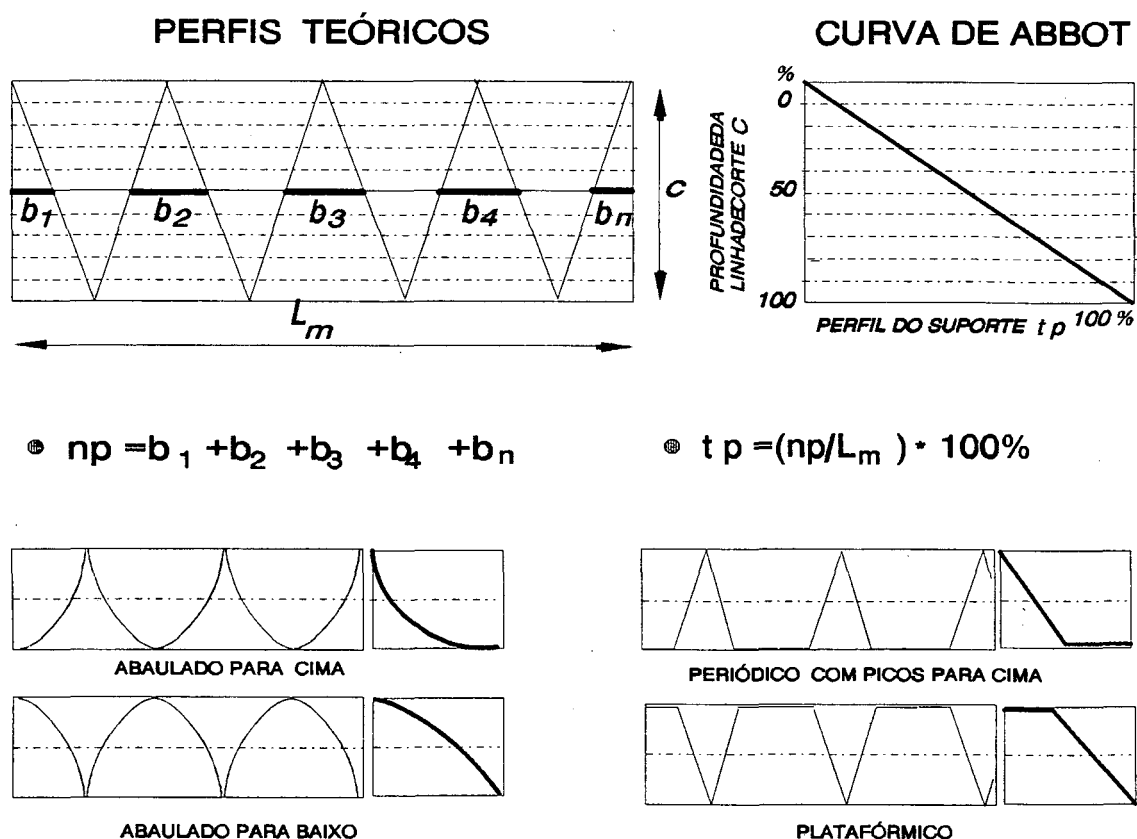 PERFIS TEÓRICOS
CURVA DE ABBOT
b1 b2 b3 b4 bn
C
Lm
%
0
50
100
PROFUNDIDADEDA
LINHADECORTE C
PERFIL DO SUPORTE t p 100 %
np =b1 +b2 +b3 +b4 +bn
t p =(np/Lm ) * 100%
ABAULADO PARA CIMA
PERIÓDICO COM PICOS PARA CIMA
ABAULADO PARA BAIXO
PLATAFÓRMICO